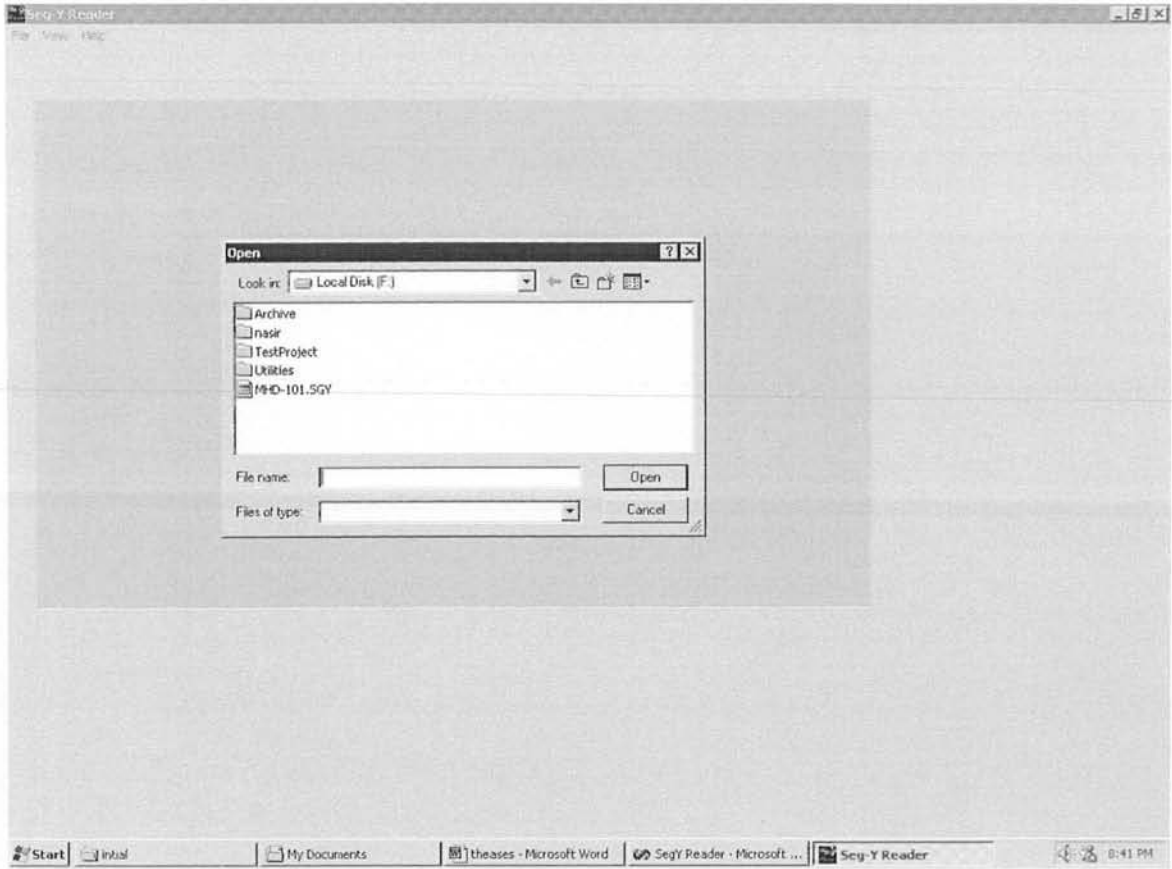 Seg-Y Reader
File View Help
Open
Look in: Local Disk (F:)
Archive
nasir
TestProject
Utilities
MHD-101.SGY
File name:
Open
Files of type:
Cancel
Start intial My Documents theases - Microsoft Word SegY Reader - Microsoft ... Seg-Y Reader 8:41 PM